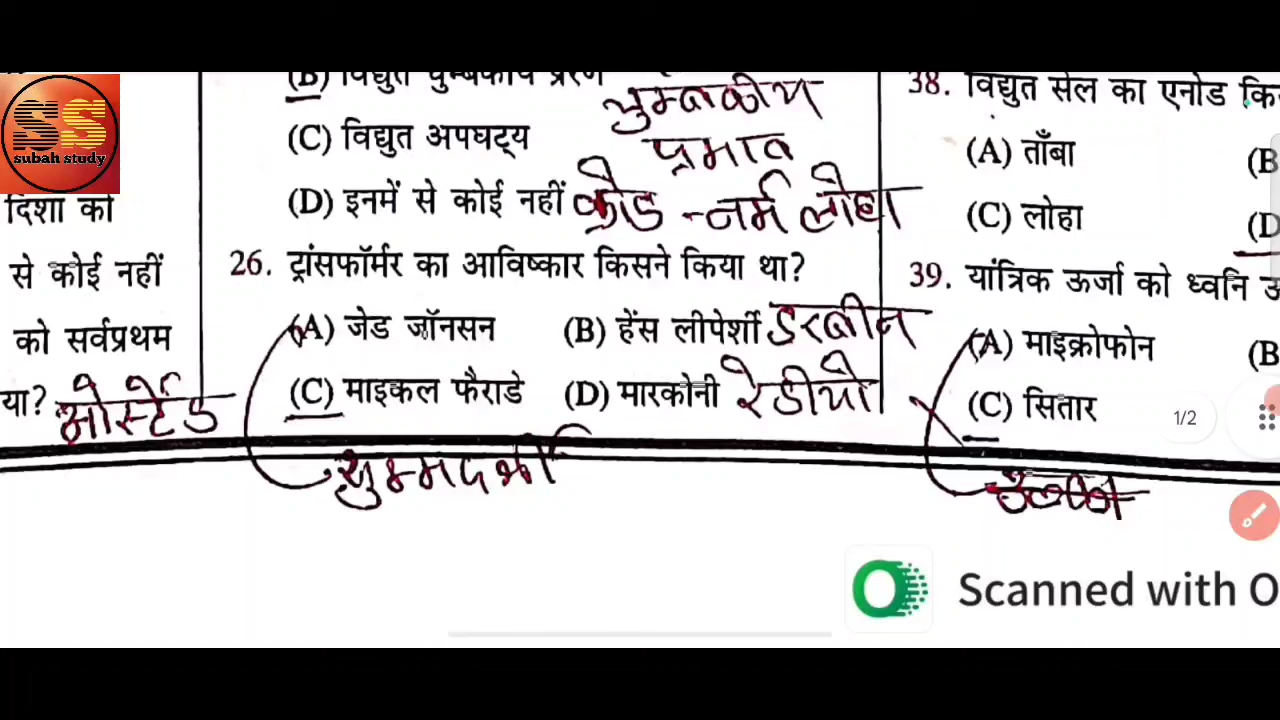 SS
subah study
दिशा को
से कोई नहीं
को सर्वप्रथम
या? ओर्स्टेड
(B) विद्युत चुम्बकीय प्रेरण
चुम्बकीय
(C) विद्युत अपघट्य
प्रभाव
(D) इनमें से कोई नहीं
क्रोड - नर्म लोहा
26. ट्रांसफॉर्मर का आविष्कार किसने किया था?
(A) जेड जॉनसन
(B) हेंस लीपेर्शी
(C) माइकल फैराडे
(D) मारकोनी रेडीयो
38. विद्युत सेल का एनोड
(A) ताँबा
(B
(C) लोहा
(D
39. यांत्रिक ऊर्जा को ध्वनि
(A) माइक्रोफोन
(B
(C) सितार
1/2
Scanned with O